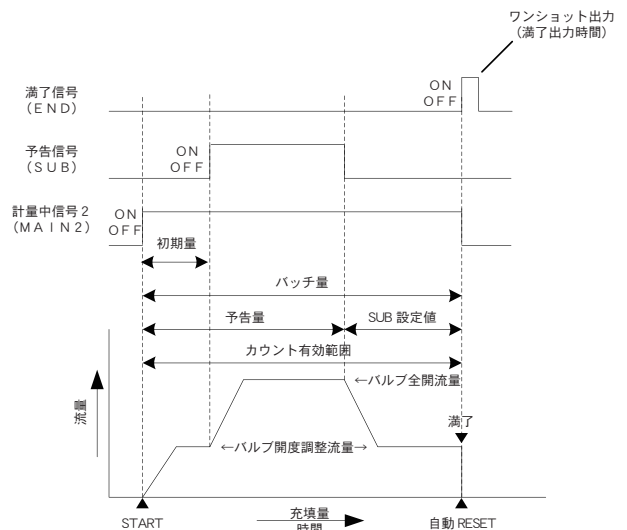 ワンショット出力
（満了出力時間）
満了信号
（ＥＮＤ）
ＯＮ
ＯＦＦ
予告信号
（ＳＵＢ）
ＯＮ
ＯＦＦ
計量中信号２
（ＭＡＩＮ２）
ＯＮ
ＯＦＦ
初期量
バッチ量
予告量
SUB 設定値
カウント有効範囲
←バルブ全開流量
流量
満了
←バルブ開度調整流量→
START
充填量
時間
自動 RESET